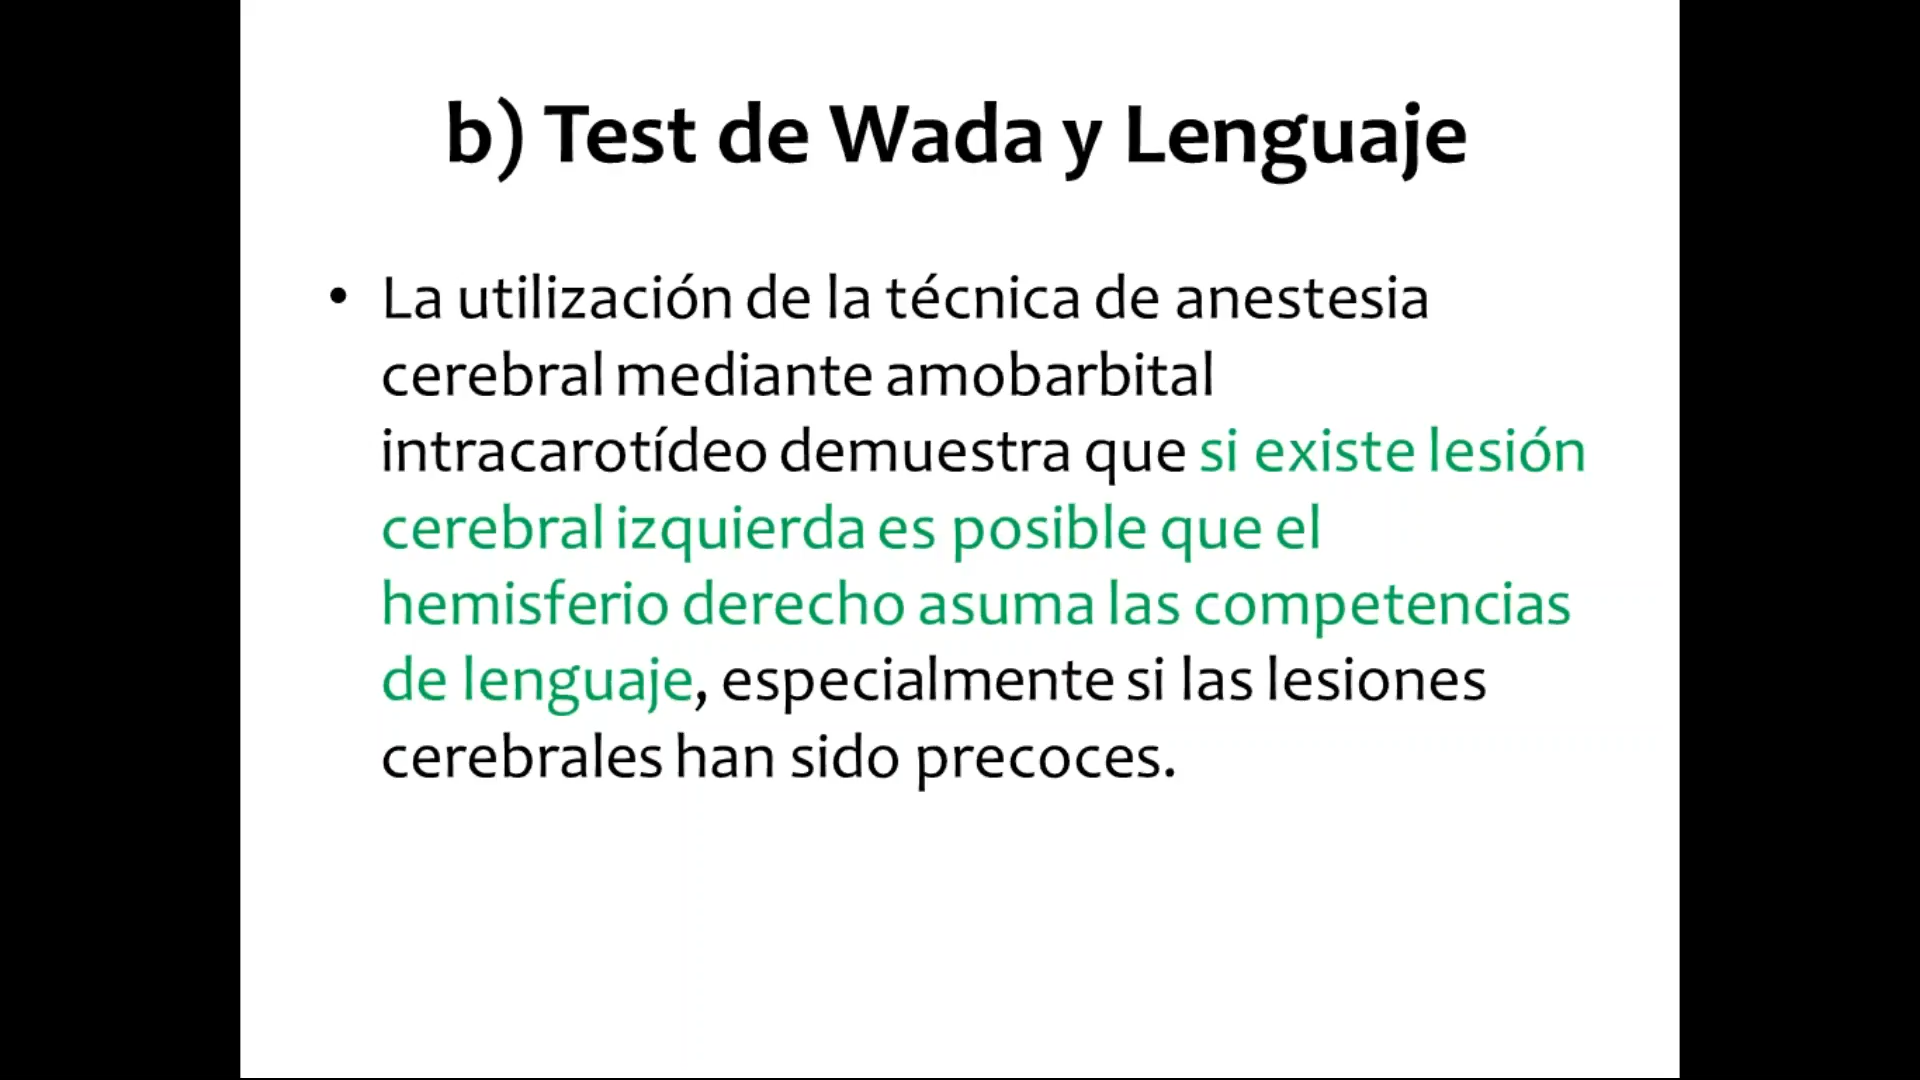 b) Test de Wada y Lenguaje
• La utilización de la técnica de anestesia
cerebral mediante amobarbital
intracarotídeo demuestra que si existe lesión
cerebral izquierda es posible que el
hemisferio derecho asuma las competencias
de lenguaje, especialmente si las lesiones
cerebrales han sido precoces.